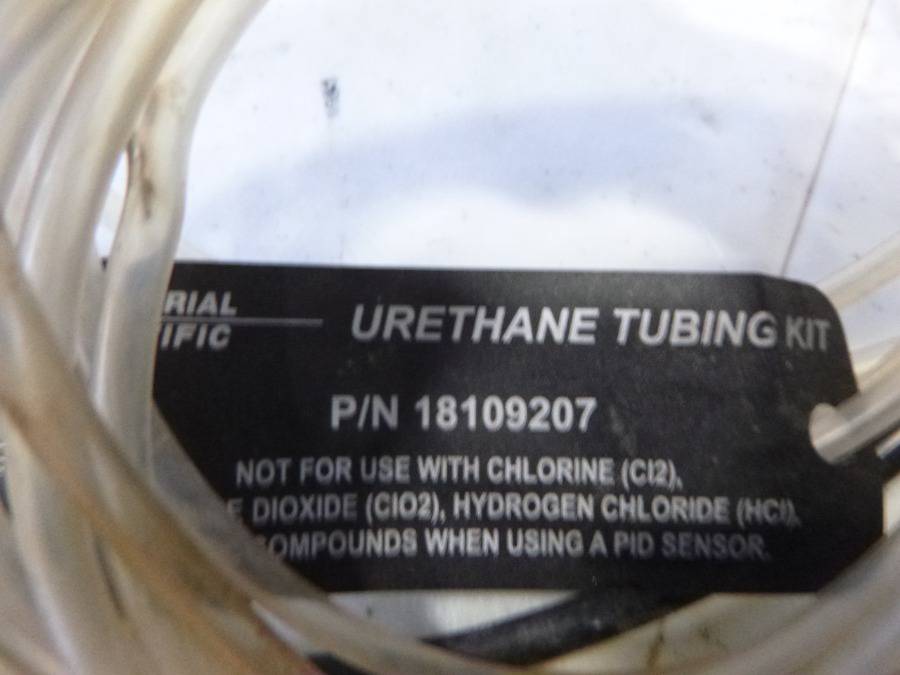 RIAL
IFIC
URETHANE TUBING KIT
P/N 18109207
NOT FOR USE WITH CHLORINE (Cl2),
E DIOXIDE (ClO2), HYDROGEN CHLORIDE (HCl),
COMPOUNDS WHEN USING A PID SENSOR.